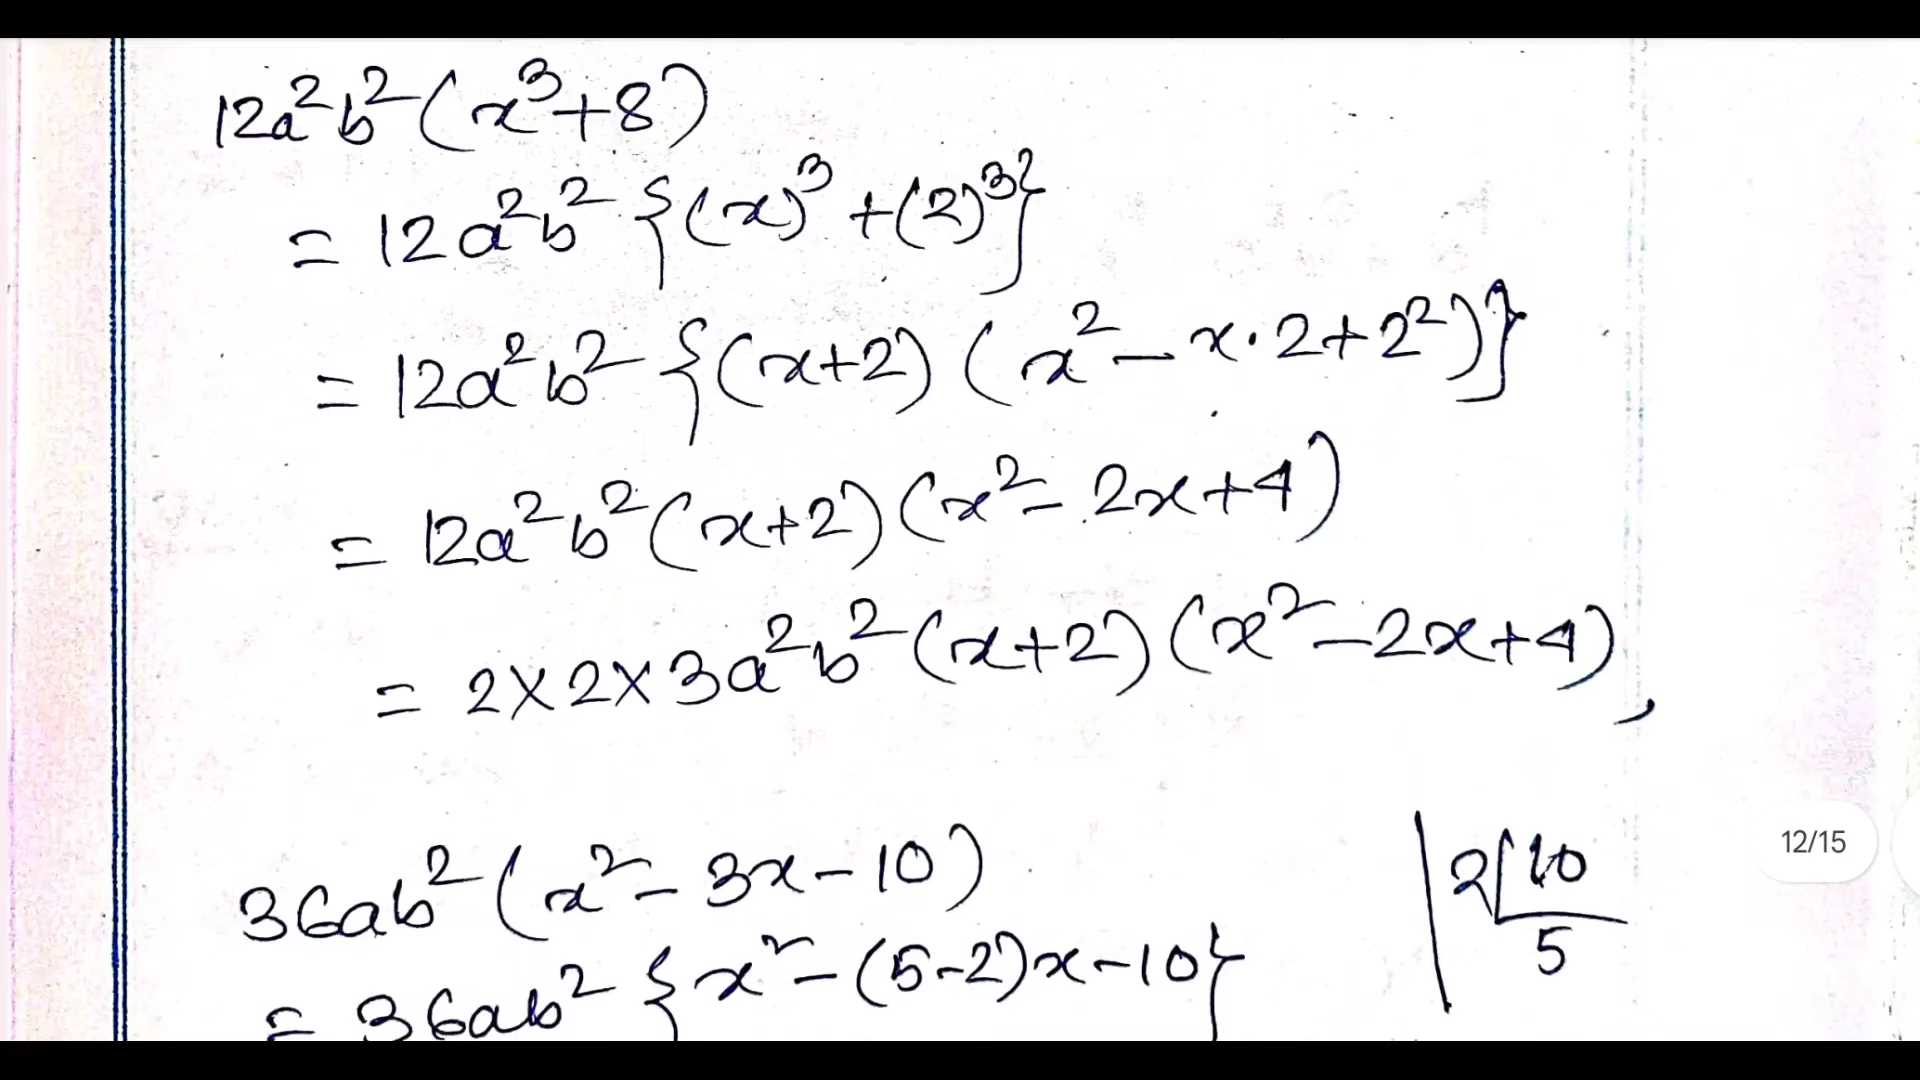 12a²b²(x³+8)
= 12a²b² {(x)³ +(2)³}
= 12a²b² {(x+2) (x² - x·2+2²)}
= 12a²b² (x+2) (x² - 2x+4)
= 2×2×3a²b² (x+2) (x² - 2x+4),
36ab² (x² - 3x - 10)
2|10
5
= 36ab² {x² - (5-2)x - 10}
12/15